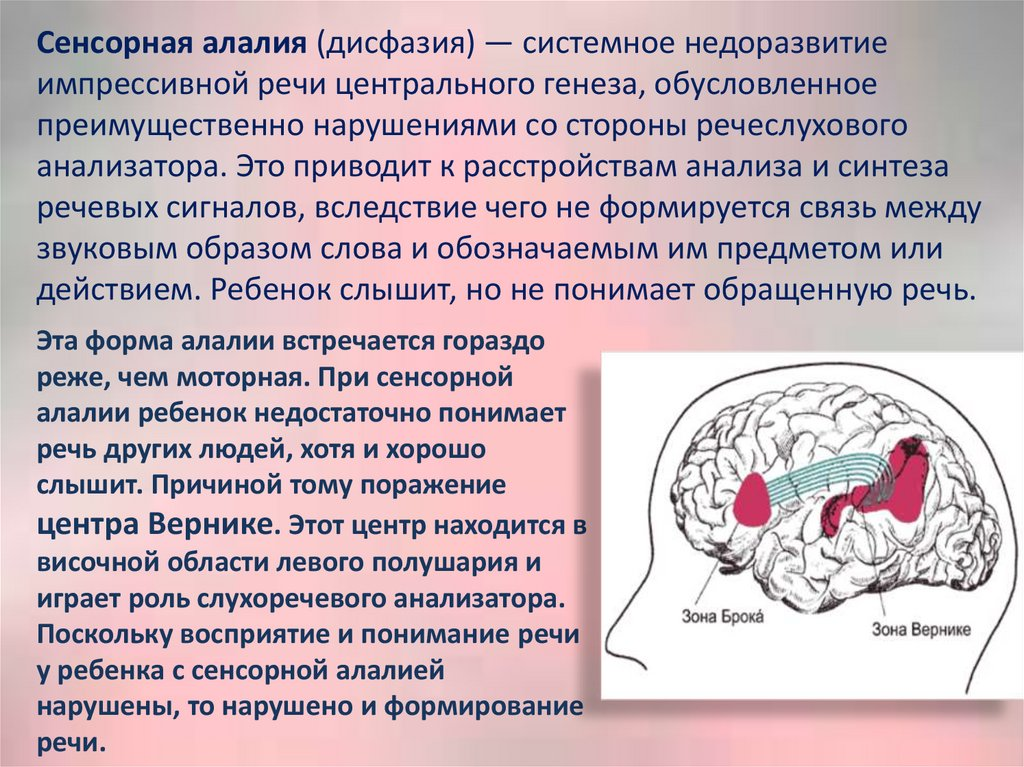 Сенсорная алалия (дисфазия) — системное недоразвитие
импрессивной речи центрального генеза, обусловленное
преимущественно нарушениями со стороны речеслухового
анализатора. Это приводит к расстройствам анализа и синтеза
речевых сигналов, вследствие чего не формируется связь между
звуковым образом слова и обозначаемым им предметом или
действием. Ребенок слышит, но не понимает обращенную речь.
Эта форма алалии встречается гораздо
реже, чем моторная. При сенсорной
алалии ребенок недостаточно понимает
речь других людей, хотя и хорошо
слышит. Причиной тому поражение
центра Вернике. Этот центр находится в
височной области левого полушария и
играет роль слухоречевого анализатора.
Поскольку восприятие и понимание речи
у ребенка с сенсорной алалией
нарушены, то нарушено и формирование
речи.
Зона Брока́
Зона Вернике